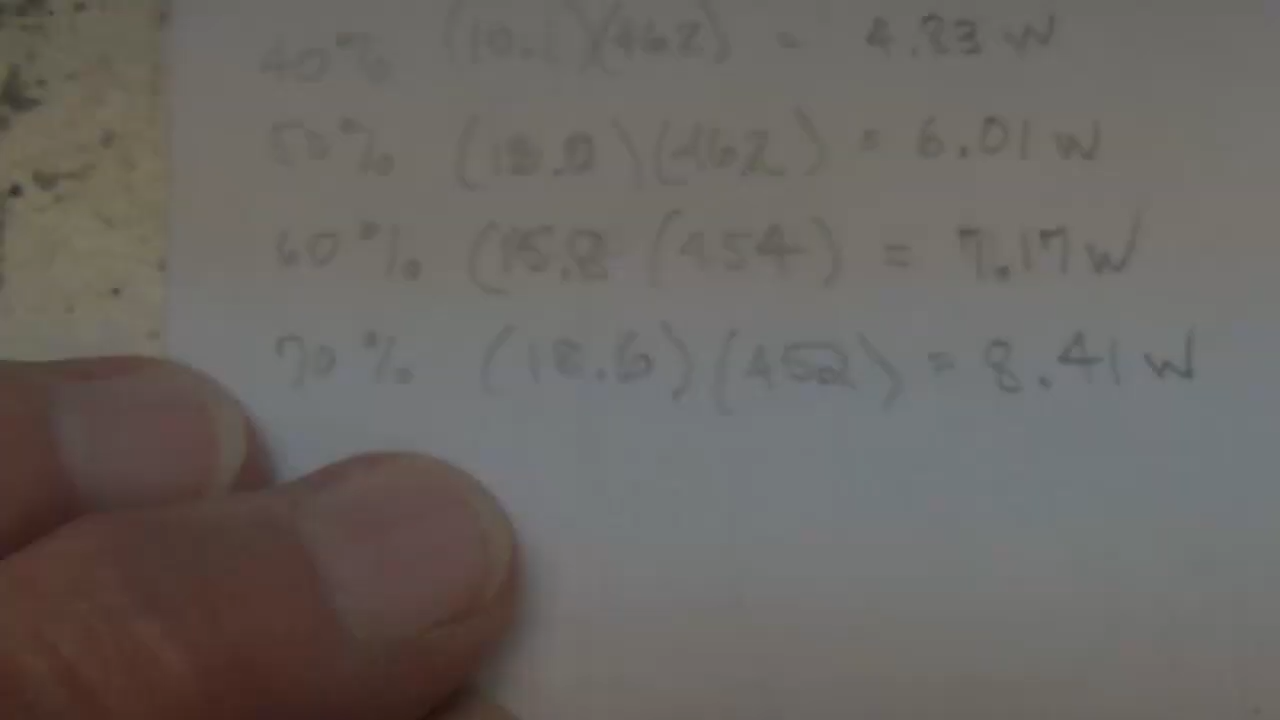 40% (10.1)(462) = 4.83 W
50% (13.0)(462) = 6.01 W
60% (15.8 (454) = 7.17 W
70% (18.6)(452) = 8.41 W